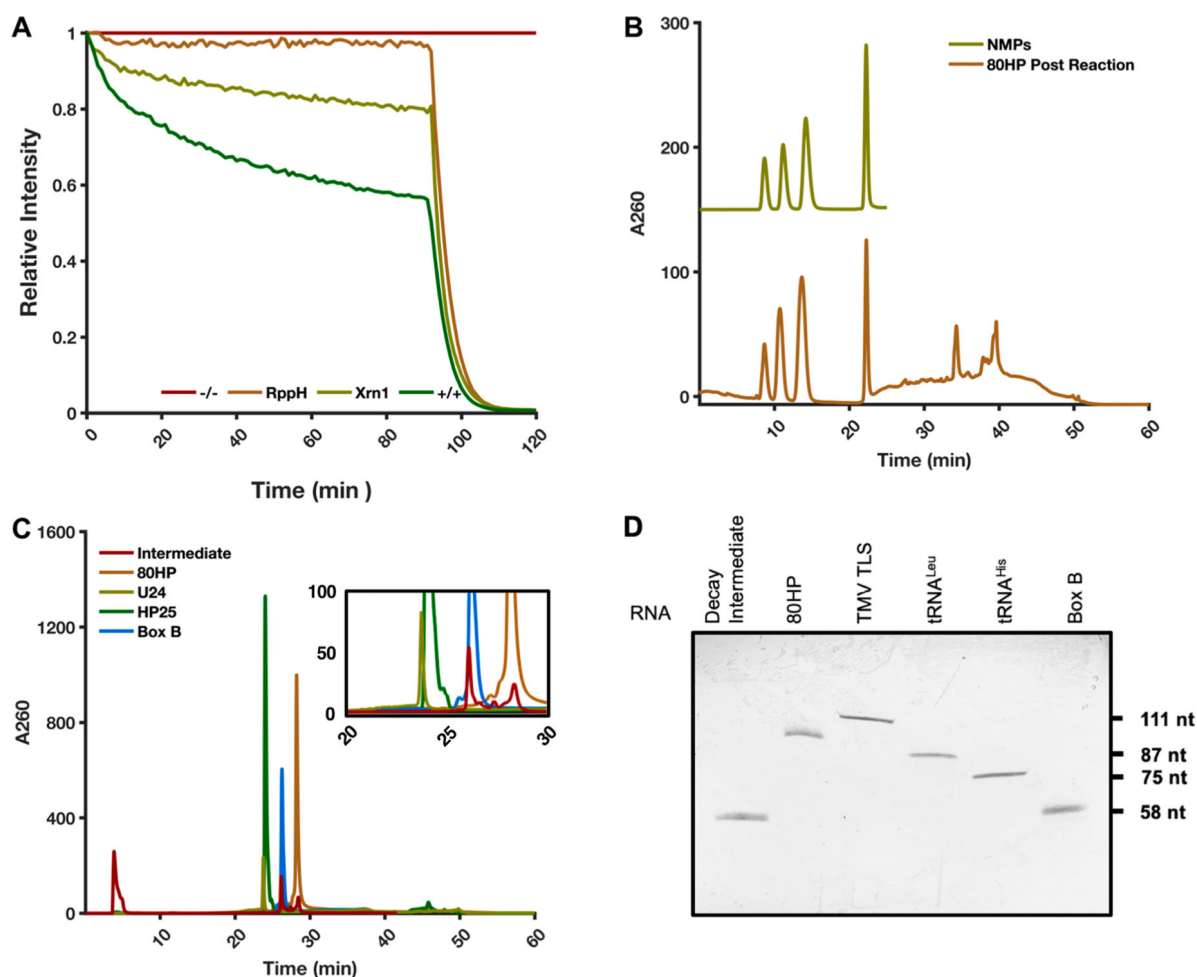 A
Relative Intensity
1
0.8
0.6
0.4
0.2
0
-/- RppH Xrn1 +/+
0 20 40 60 80 100 120
Time (min )
B
A260
300
200
100
0
NMPs
80HP Post Reaction
10 20 30 40 50 60
Time (min)
C
A260
1600
1200
800
400
0
Intermediate
80HP
U24
HP25
Box B
100
50
0
20 25 30
10 20 30 40 50 60
Time (min)
D
RNA
Decay
Intermediate
80HP
TMV TLS
tRNA^Leu
tRNA^His
Box B
111 nt
87 nt
75 nt
58 nt